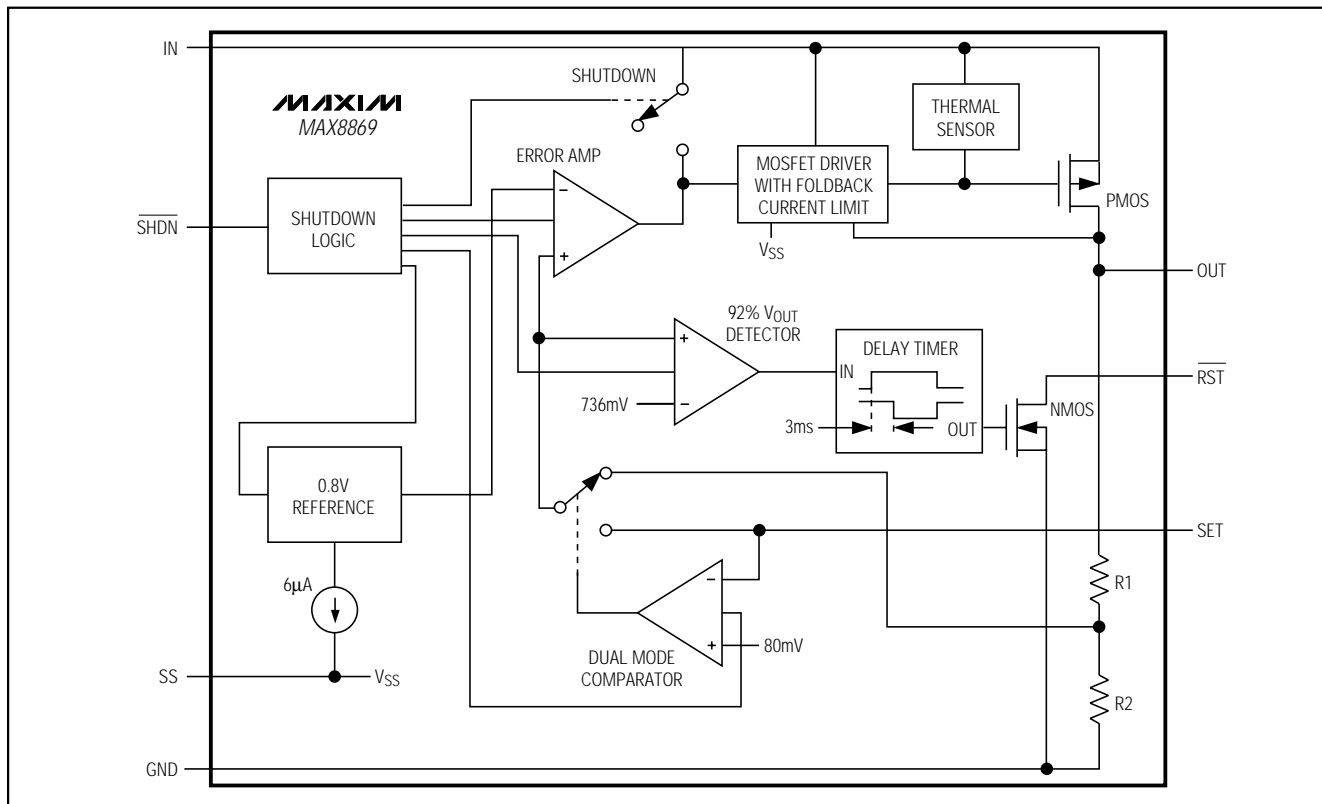 IN
SHUTDOWN
MAXIM
MAX8869
THERMAL
SENSOR
ERROR AMP
MOSFET DRIVER
WITH FOLDBACK
CURRENT LIMIT
−
+
PMOS
SHDN
SHUTDOWN
LOGIC
VSS
OUT
92% VOUT
DETECTOR
+
−
736mV
DELAY TIMER
IN
3ms
OUT
RST
NMOS
0.8V
REFERENCE
SET
6µA
−
+
80mV
R1
DUAL MODE
COMPARATOR
SS
VSS
R2
GND